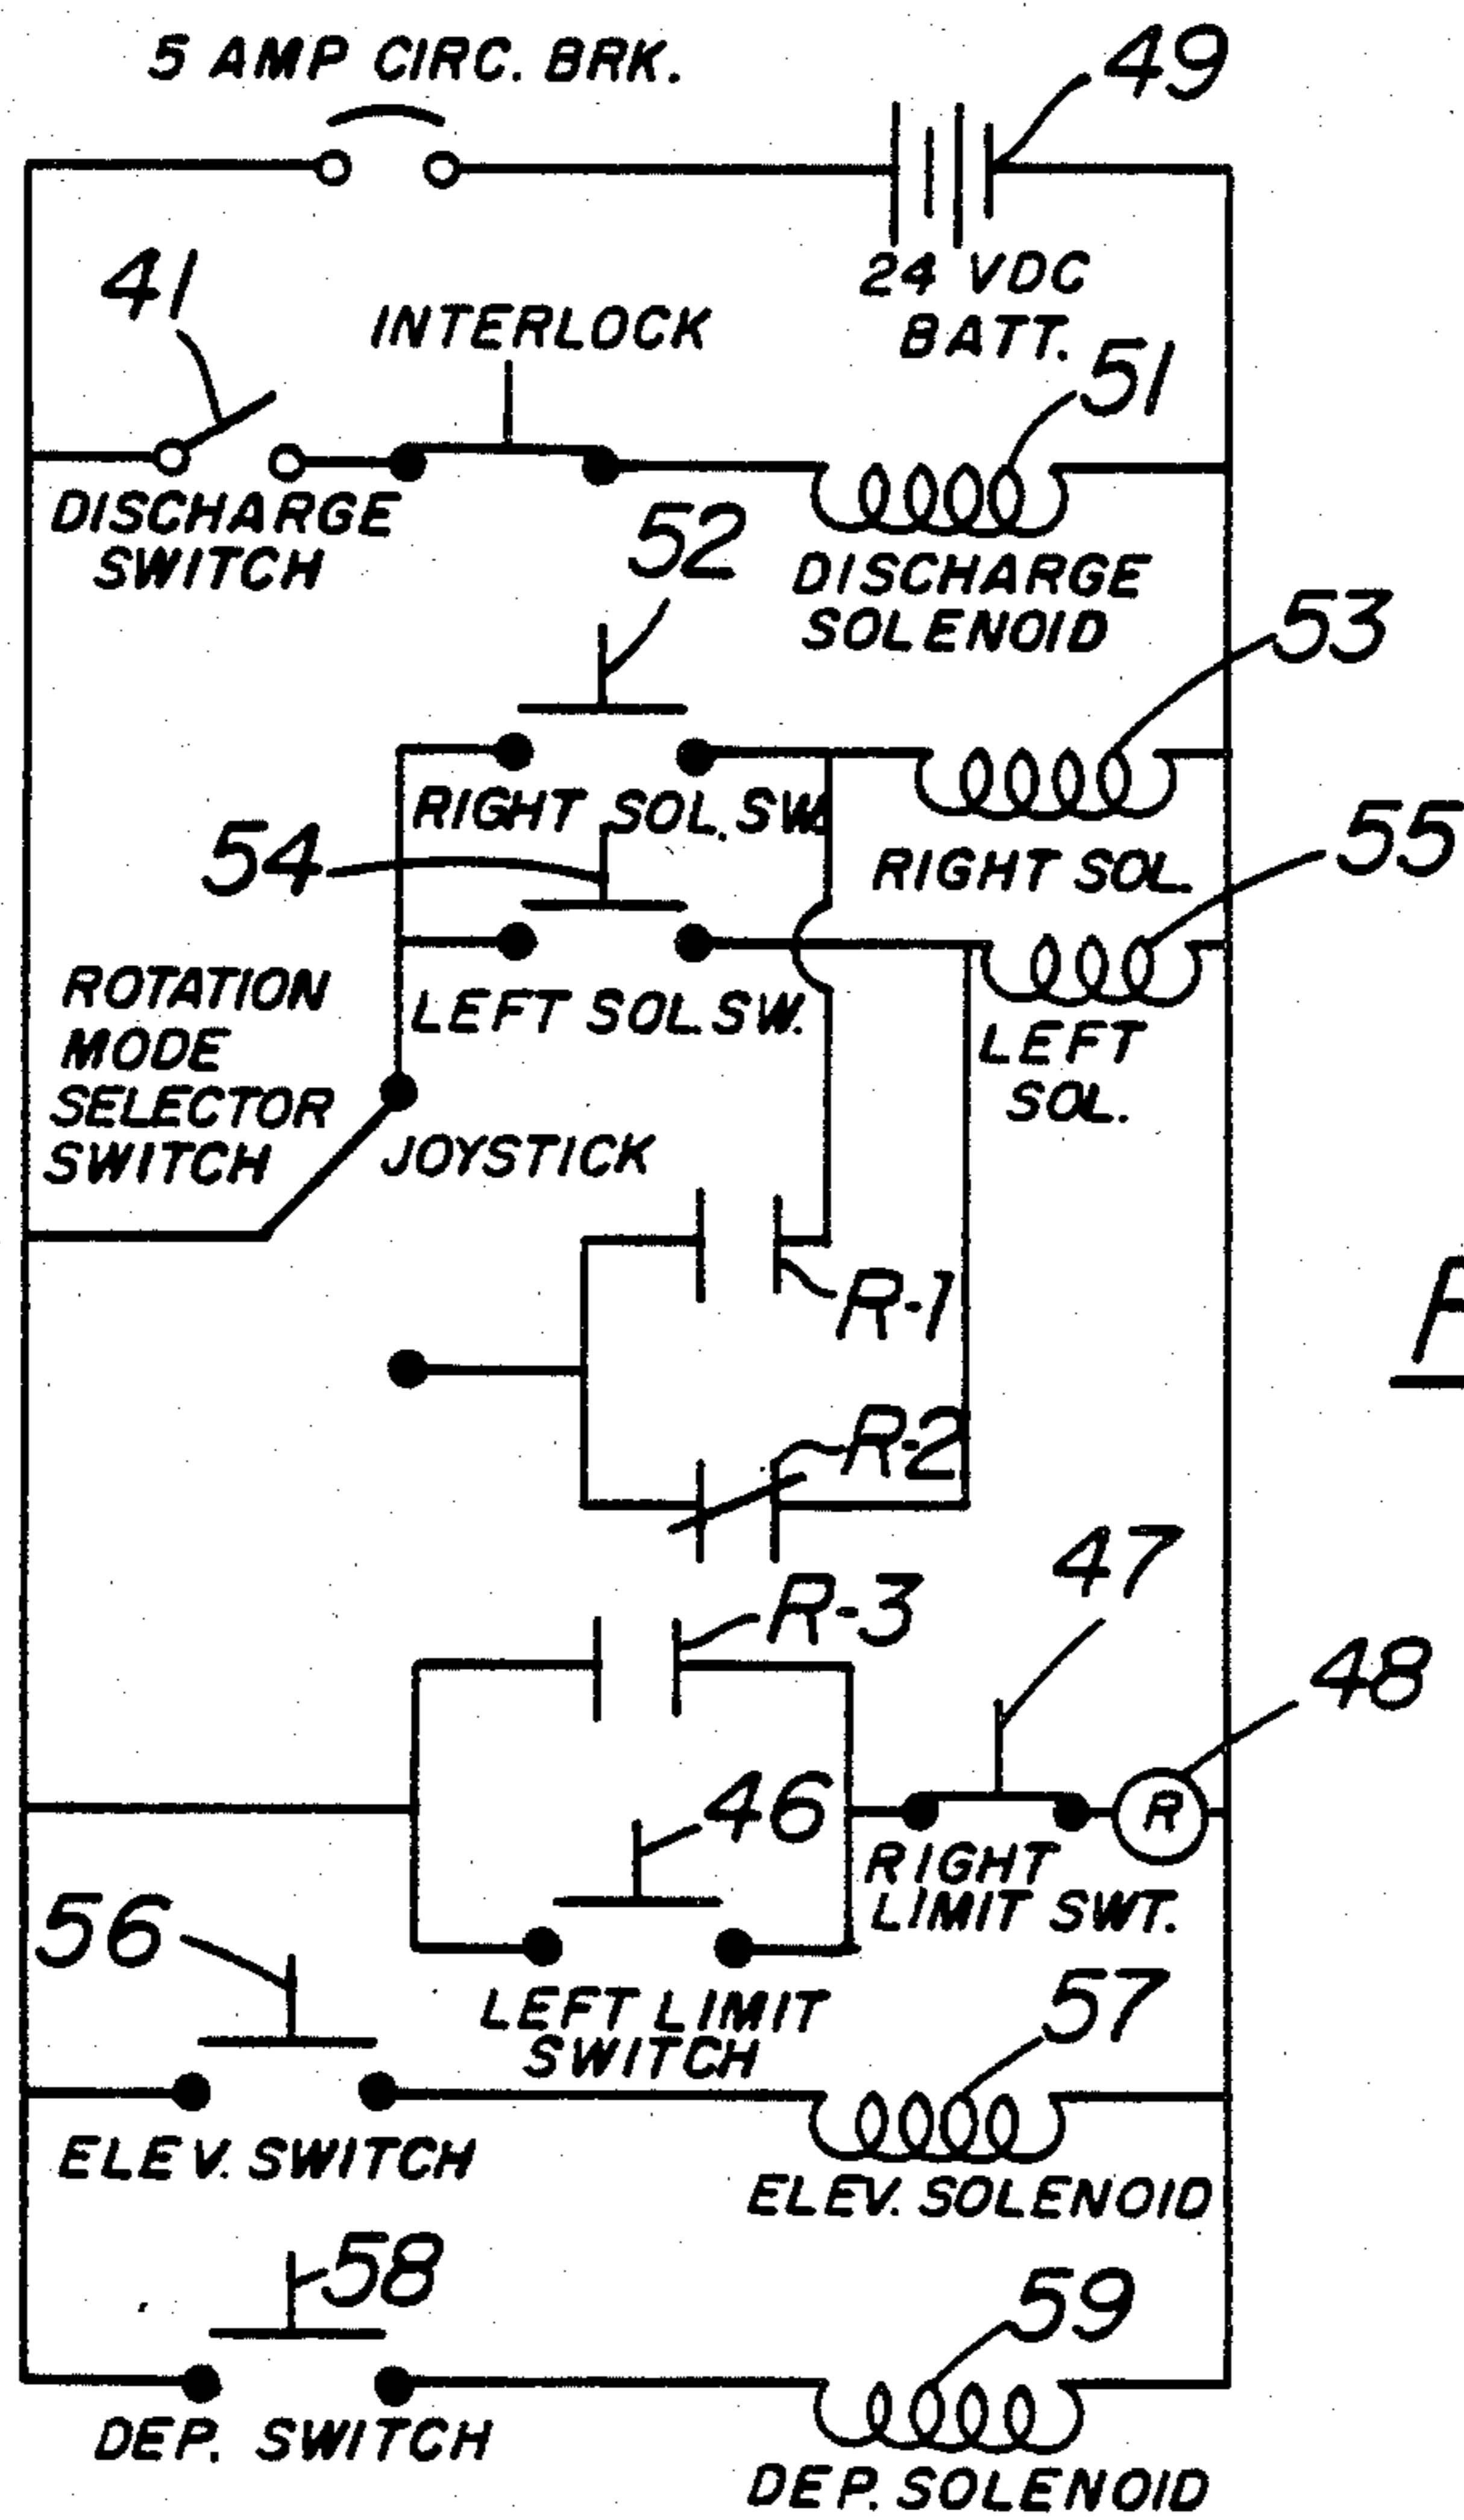 5 AMP CIRC. BRK.
49
24 VDC
BATT.
41
INTERLOCK
51
DISCHARGE
SWITCH
52
DISCHARGE
SOLENOID
53
RIGHT SOL. SW.
54
55
RIGHT SOL.
ROTATION
MODE
SELECTOR
SWITCH
LEFT SOL SW.
LEFT
SOL.
JOYSTICK
R-1
R-2
R-3
47
48
46
R
RIGHT
LIMIT SWT.
56
LEFT LIMIT
SWITCH
57
ELEV. SWITCH
ELEV. SOLENOID
58
59
DEP. SWITCH
DEP. SOLENOID